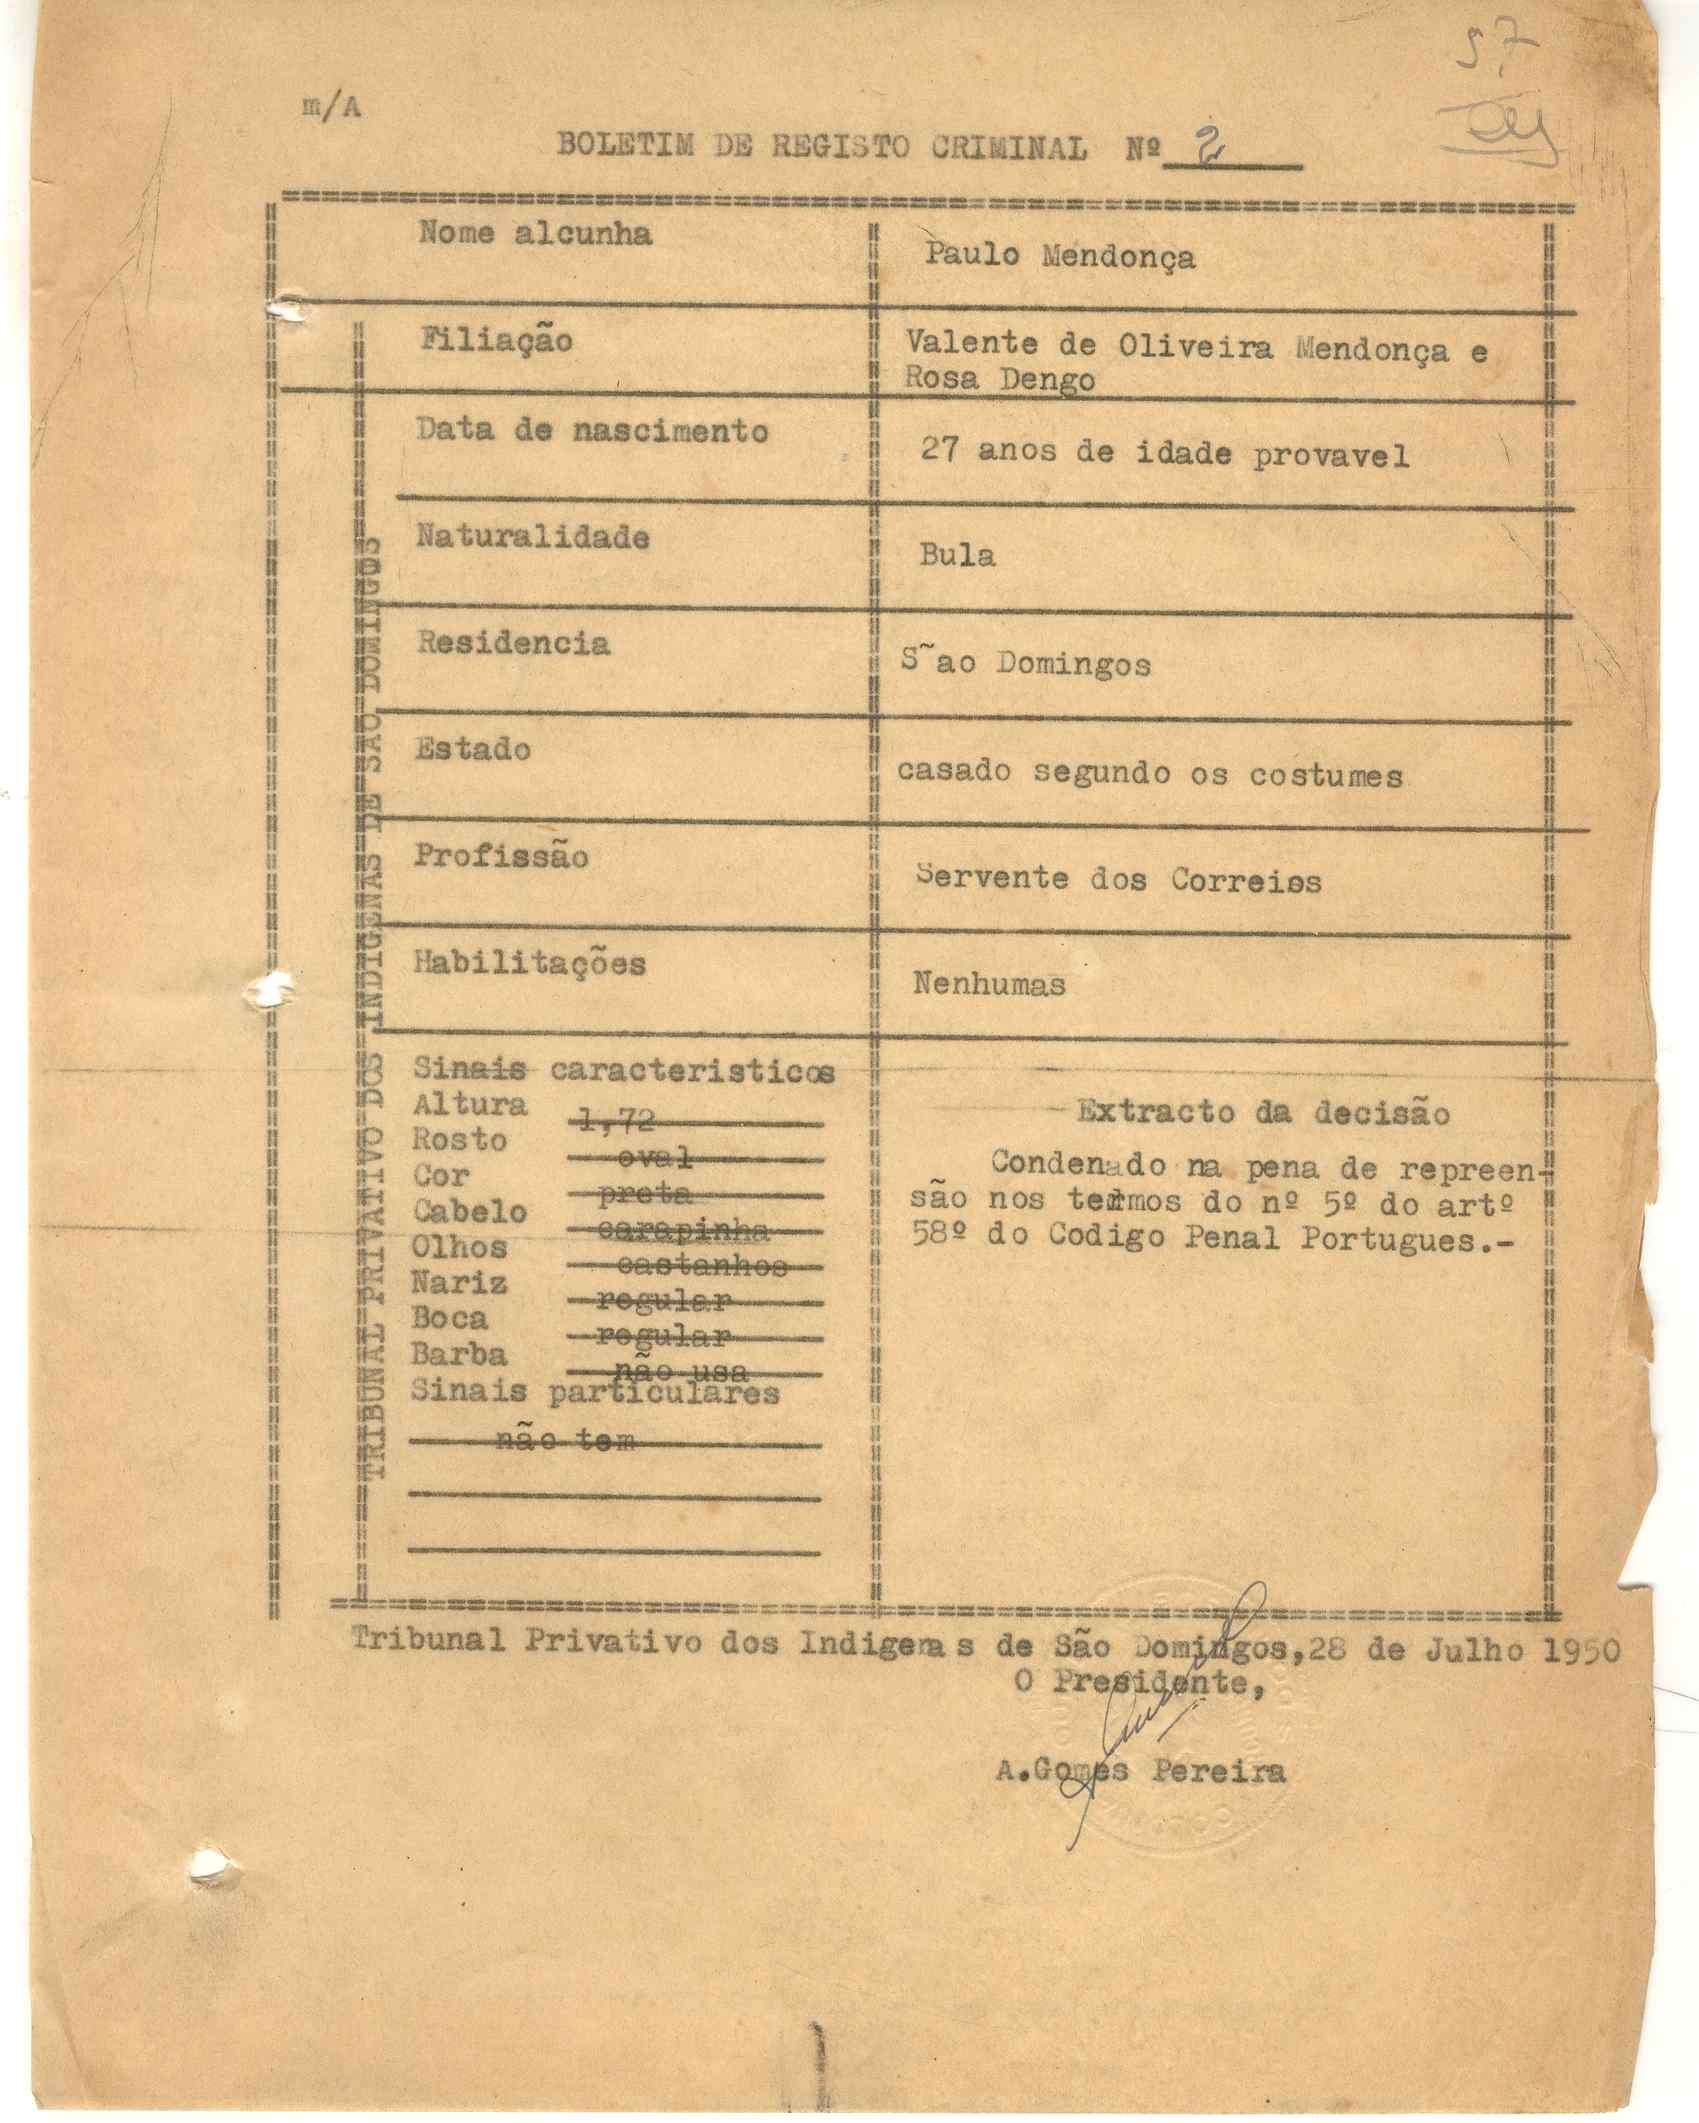 57
m/A
BOLETIM DE REGISTO CRIMINAL Nº 2
Nome alcunha
Paulo Mendonça
Filiação
Valente de Oliveira Mendonça e
Rosa Dengo
Data de nascimento
27 anos de idade provavel
Naturalidade
Bula
Residencia
S~ao Domingos
Estado
casado segundo os costumes
Profissão
Servente dos Correios
Habilitações
Nenhumas
TRIBUNAL PRIVATIVO DOS INDIGENAS DE SAO DOMINGOS
Sinais caracteristicos
Altura 1,72
Rosto oval
Cor preta
Cabelo carapinha
Olhos castanhos
Nariz regular
Boca regular
Barba não usa
Sinais particulares
não tem
Extracto da decisão
Condenado na pena de repreen-
são nos termos do nº 5º do artº
58º do Codigo Penal Portugues.-
Tribunal Privativo dos Indigenas de São Domingos,28 de Julho 1950
O Presidente,
A.Gomes Pereira